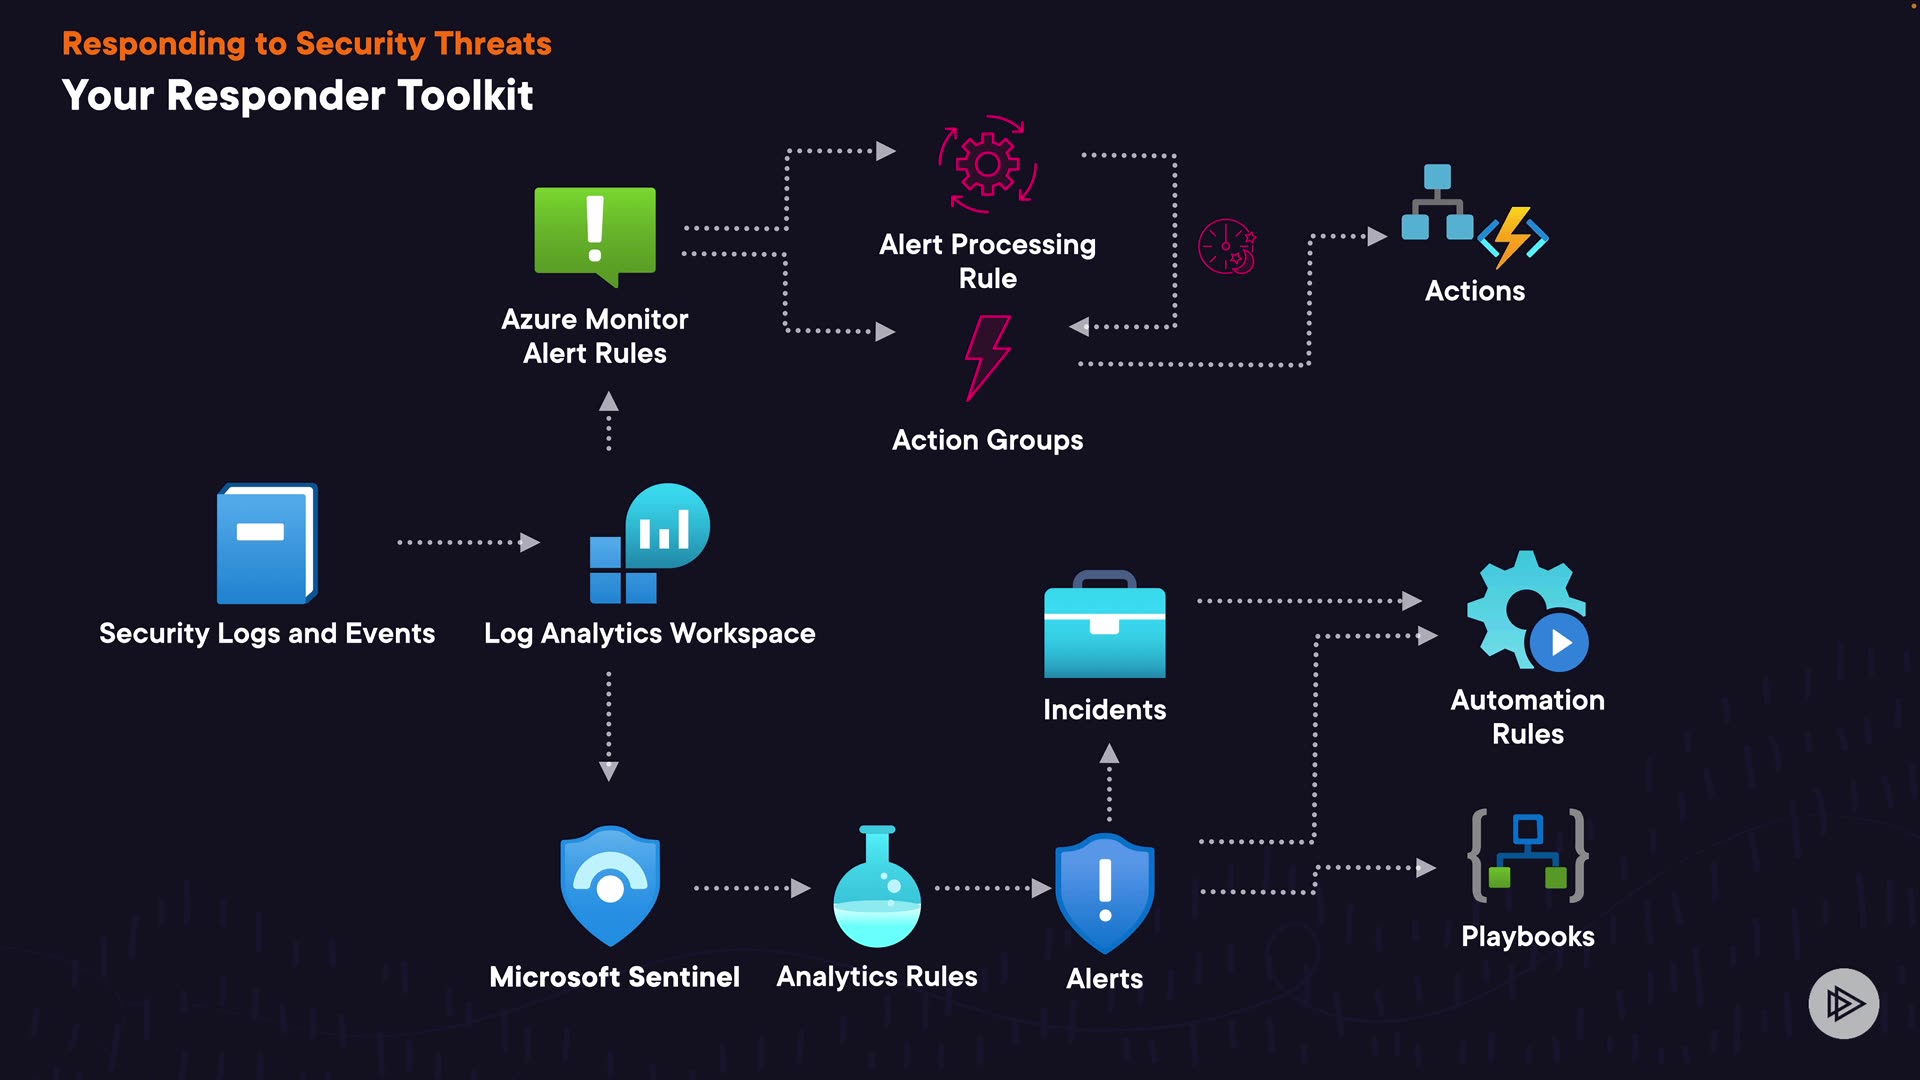 Responding to Security Threats
Your Responder Toolkit
Alert Processing
Rule
Azure Monitor
Alert Rules
Actions
Action Groups
Security Logs and Events
Log Analytics Workspace
Incidents
Automation
Rules
Playbooks
Microsoft Sentinel
Analytics Rules
Alerts